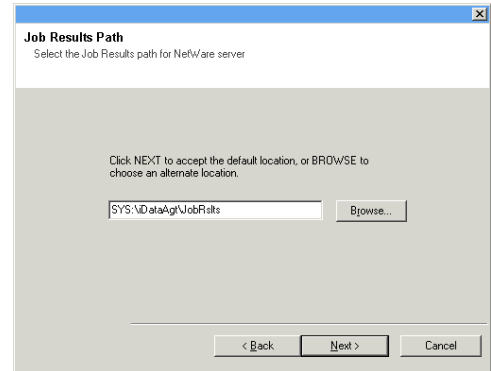 Job Results Path
Select the Job Results path for NetWare server
Click NEXT to accept the default location, or BROWSE to
choose an alternate location.
SYS:\iDataAgt\JobRslts
Browse...
< Back
Next >
Cancel